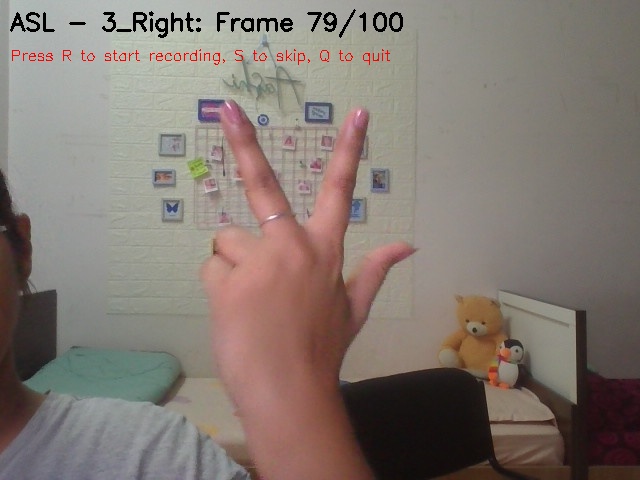 ASL - 3_Right: Frame 79/100
Press R to start recording, S to skip, Q to quit